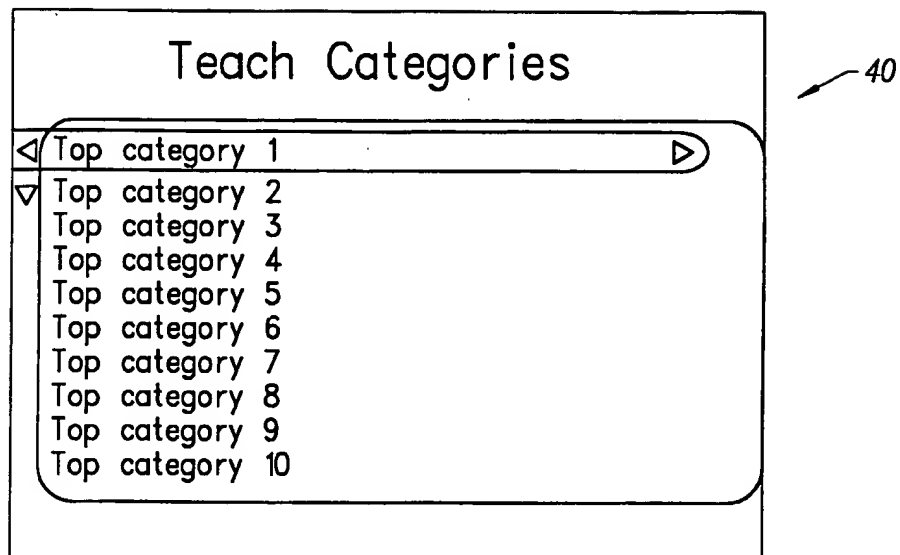 Teach Categories
40
Top category 1
Top category 2
Top category 3
Top category 4
Top category 5
Top category 6
Top category 7
Top category 8
Top category 9
Top category 10